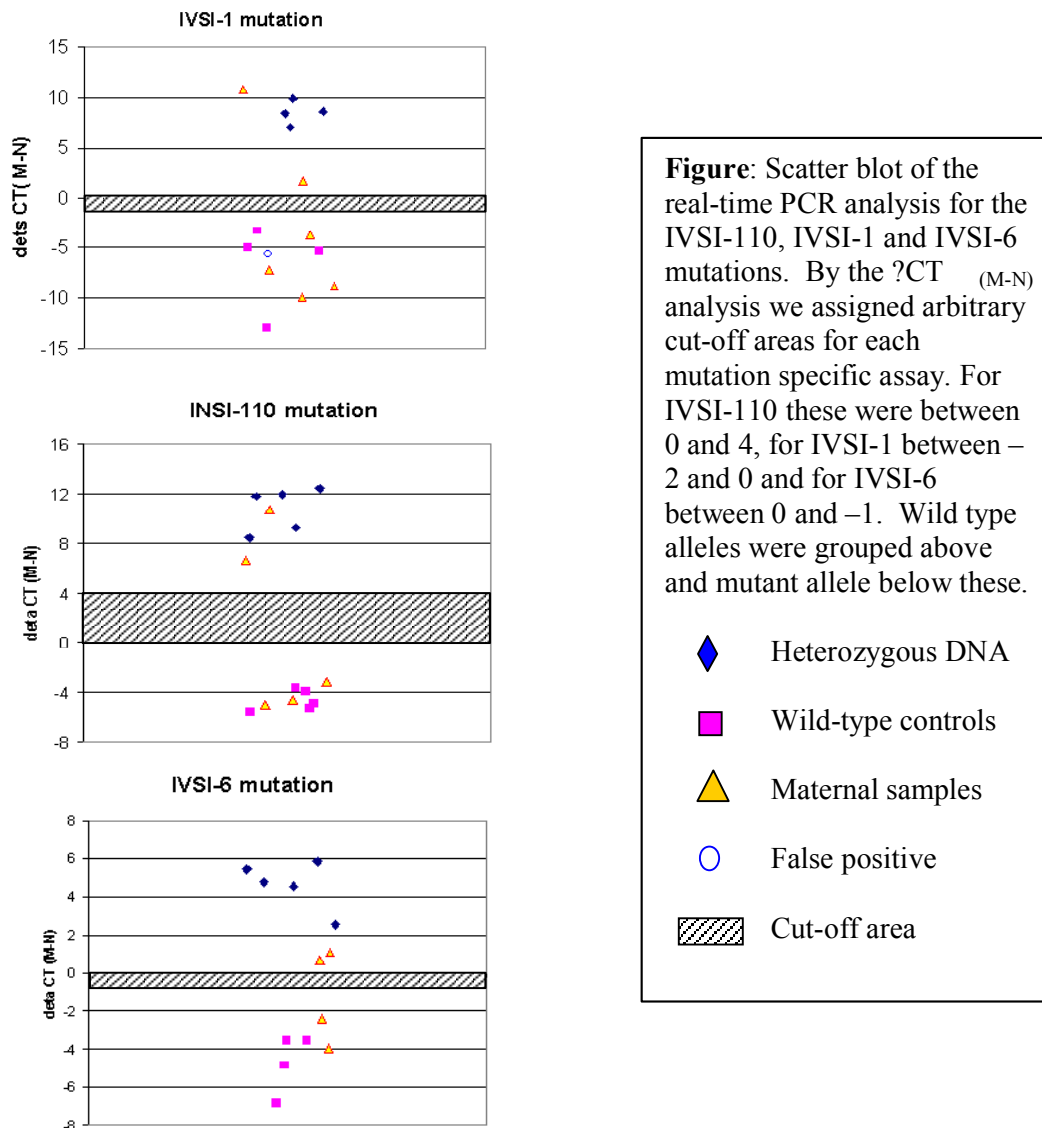 IVSI-1 mutation
15
10
5
0
-5
-10
-15
dets CT( M-N)
INSI-110 mutation
16
12
8
4
0
-4
-8
deta CT (M-N)
IVSI-6 mutation
8
6
4
2
0
-2
-4
-6
-8
deta CT (M-N)
Figure: Scatter blot of the
real-time PCR analysis for the
IVSI-110, IVSI-1 and IVSI-6
mutations. By the ?CT (M-N)
analysis we assigned arbitrary
cut-off areas for each
mutation specific assay. For
IVSI-110 these were between
0 and 4, for IVSI-1 between –
2 and 0 and for IVSI-6
between 0 and –1. Wild type
alleles were grouped above
and mutant allele below these.
Heterozygous DNA
Wild-type controls
Maternal samples
False positive
Cut-off area